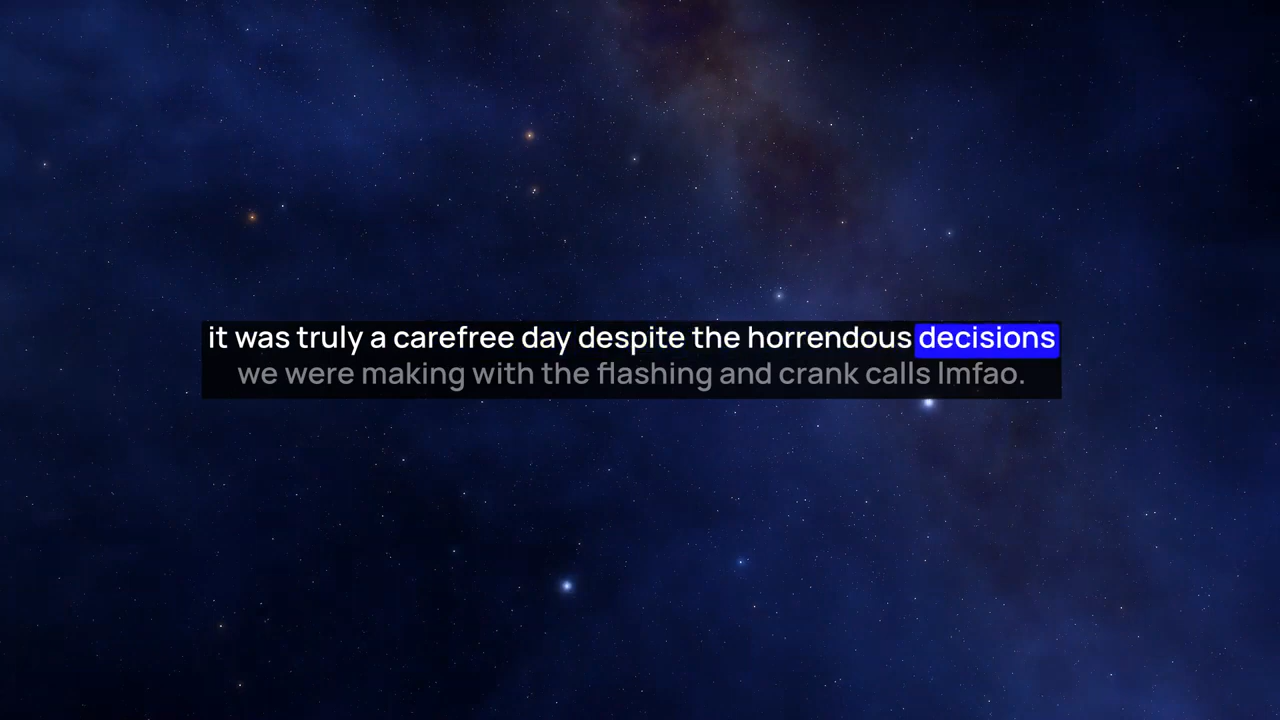 it was truly a carefree day despite the horrendous decisions
we were making with the flashing and crank calls lmfao.